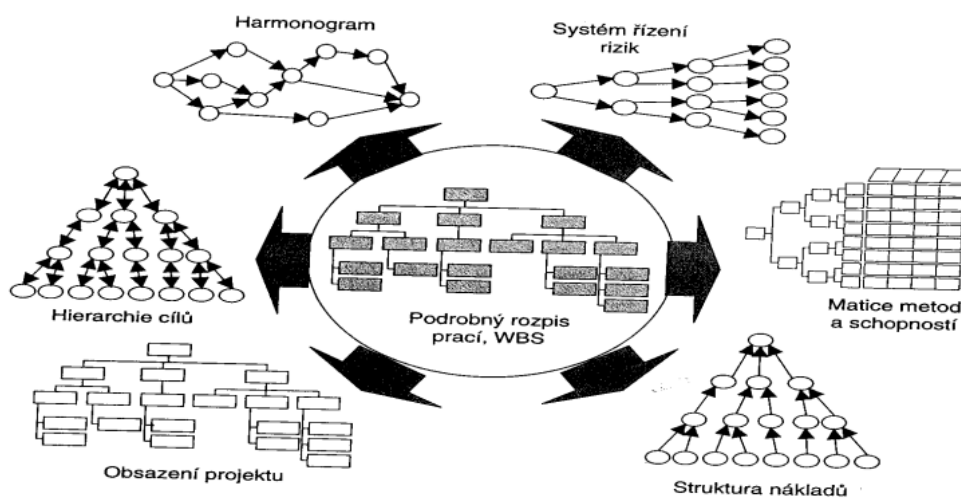 Harmonogram
Systém řízení
rizik
Hierarchie cílů
Podrobný rozpis
prací, WBS
Matice metod
a schopností
Obsazení projektu
Struktura nákladů